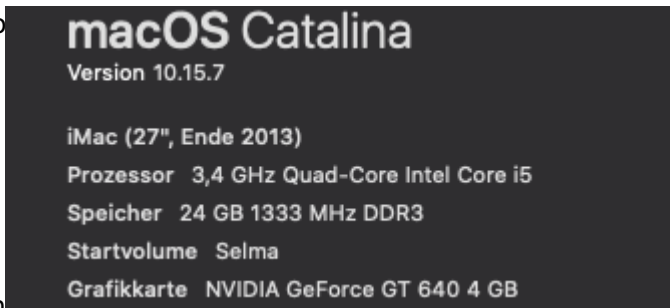 macOS Catalina
Version 10.15.7
iMac (27", Ende 2013)
Prozessor 3,4 GHz Quad-Core Intel Core i5
Speicher 24 GB 1333 MHz DDR3
Startvolume Selma
Grafikkarte NVIDIA GeForce GT 640 4 GB